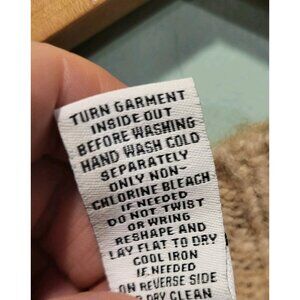 TURN GARMENT
INSIDE OUT
BEFORE WASHING
HAND WASH COLD
SEPARATELY
ONLY NON-
CHLORINE BLEACH
IF NEEDED
DO NOT TWIST
OR WRING
RESHAPE AND
LAY FLAT TO DRY
COOL IRON
IF NEEDED
ON REVERSE SIDE
DRY CLEAN